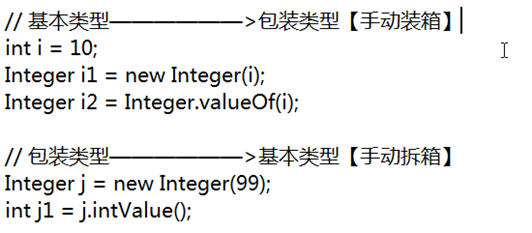 // 基本类型——————>包装类型【手动装箱】
int i = 10;
Integer i1 = new Integer(i);
Integer i2 = Integer.valueOf(i);
// 包装类型——————>基本类型【手动拆箱】
Integer j = new Integer(99);
int j1 = j.intValue();